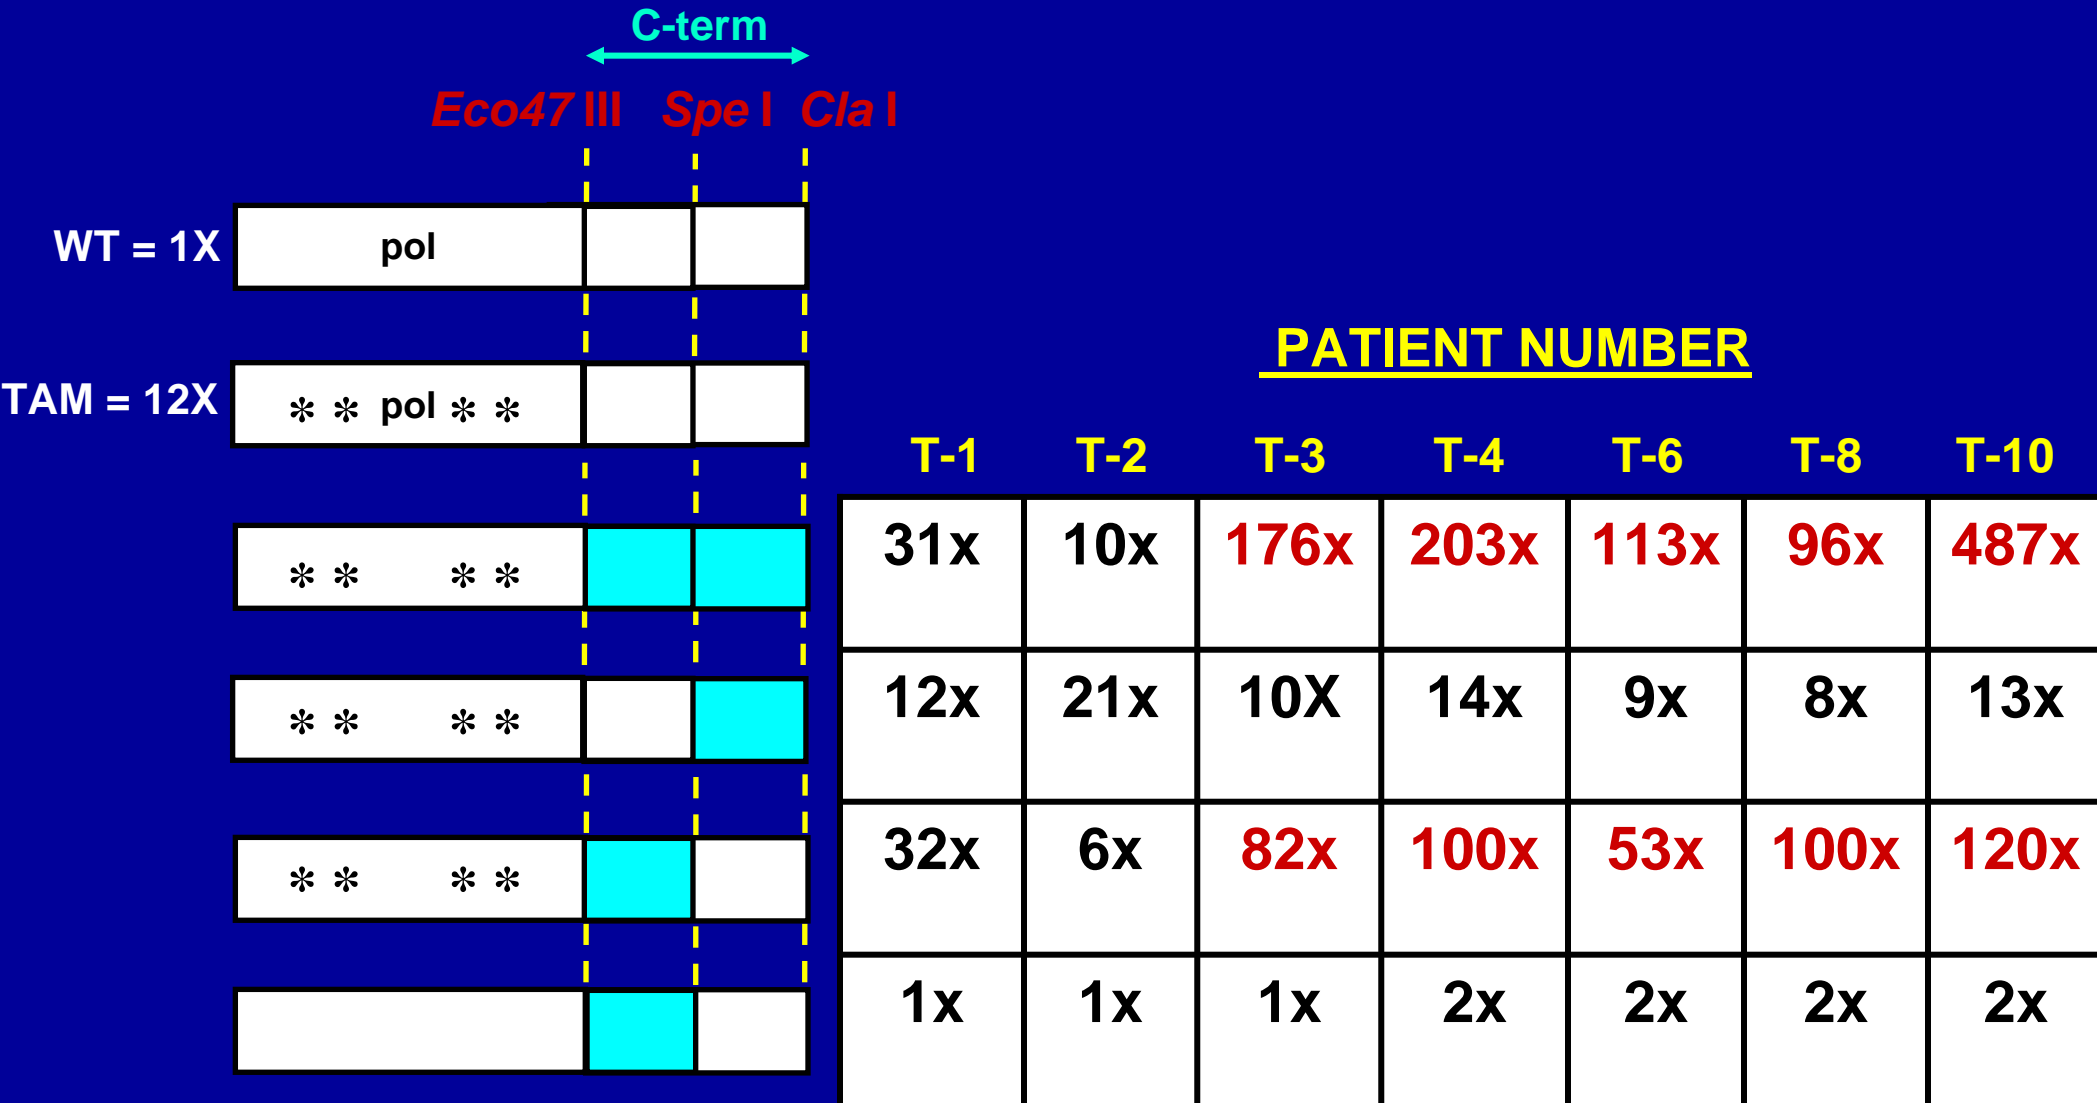 C-term
Eco47 III Spe I Cla I
WT = 1X pol
PATIENT NUMBER
TAM = 12X ** pol **
T-1 T-2 T-3 T-4 T-6 T-8 T-10
** ** 31x 10x 176x 203x 113x 96x 487x
** ** 12x 21x 10X 14x 9x 8x 13x
** ** 32x 6x 82x 100x 53x 100x 120x
1x 1x 1x 2x 2x 2x 2x